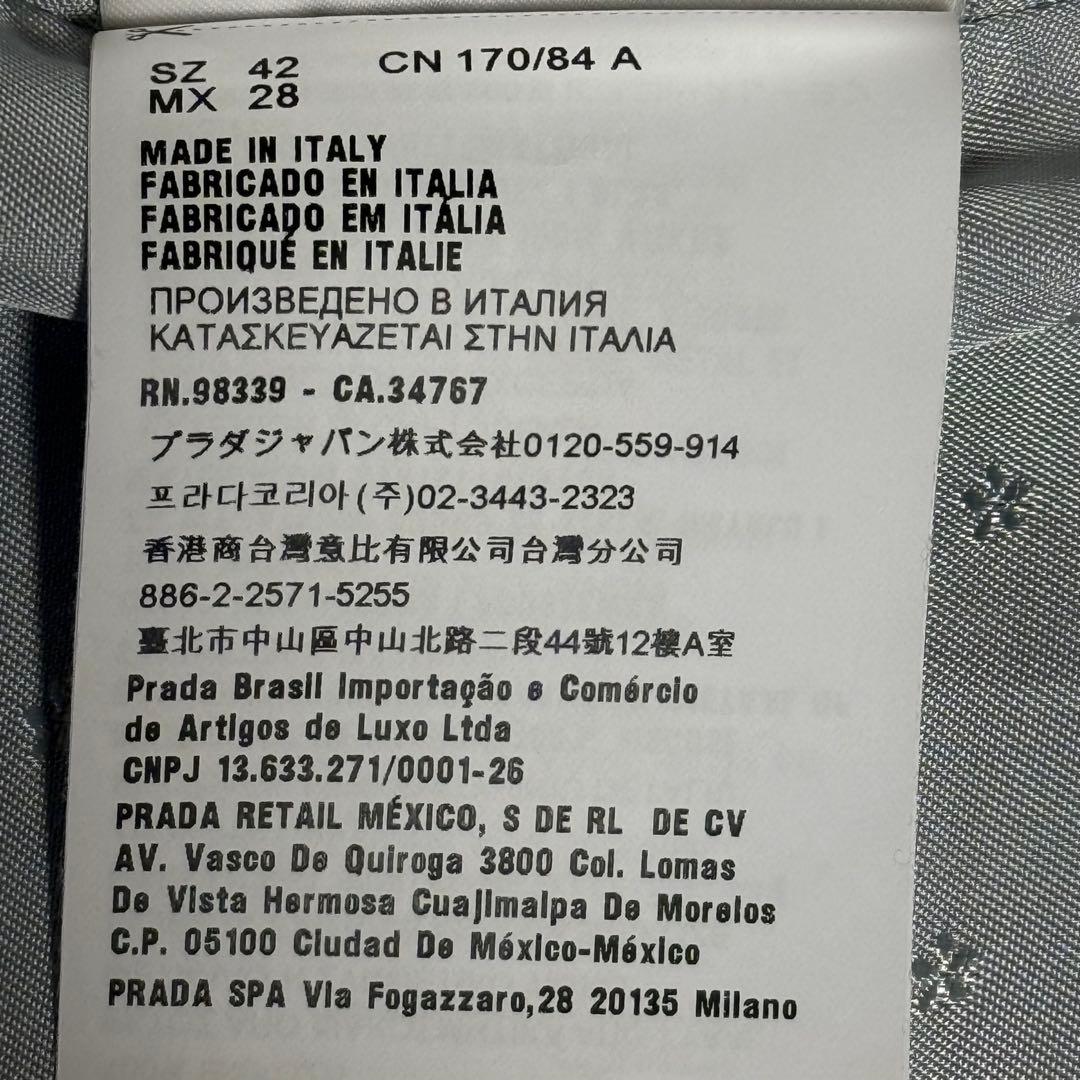 SZ 42 CN 170/84 A
MX 28
MADE IN ITALY
FABRICADO EN ITALIA
FABRICADO EM ITÁLIA
FABRIQUÉ EN ITALIE
ПРОИЗВЕДЕНО В ИТАЛИЯ
ΚΑΤΑΣΚΕΥΑΖΕΤΑΙ ΣΤΗΝ ΙΤΑΛΙΑ
RN.98339 - CA.34767
プラダジャパン株式会社0120-559-914
프라다코리아(주)02-3443-2323
香港商台灣意比有限公司台灣分公司
886-2-2571-5255
臺北市中山區中山北路二段44號12樓A室
Prada Brasil Importação e Comércio
de Artigos de Luxo Ltda
CNPJ 13.633.271/0001-26
PRADA RETAIL MÉXICO, S DE RL DE CV
AV. Vasco De Quiroga 3800 Col. Lomas
De Vista Hermosa Cuajimalpa De Morelos
C.P. 05100 Ciudad De México-México
PRADA SPA Via Fogazzaro,28 20135 Milano